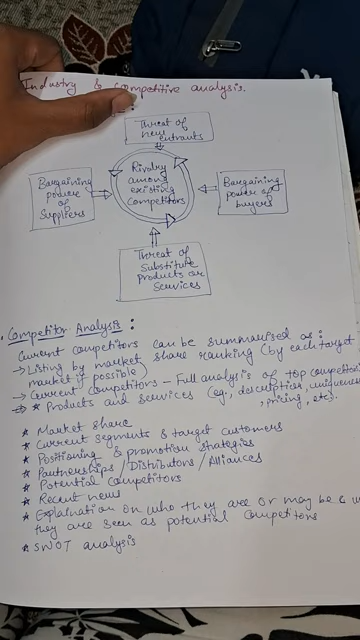 Industry & competitive analysis.
Threat of
new
entrants
Rivalry
among
existing
competitors
Bargaining
power
of
Suppliers
Bargaining
power of
buyers
Threat of
Substitute
Products or
Services
Competitor Analysis :
Current competitors can be summarised as :
→ Listing by market share ranking (by each target
market if possible)
→ Current competitors - Full analysis of top
⇒ * Products and services (eg., description,
, pricing, etc).
* Market share
* Current segments & target customers
* Positioning & promotion strategies
* Partnerships / Distributors / Alliances
* Potential competitors
* Recent news
* Explaination on who they are or may be &
they are seen as potential competitors
* SWOT analysis